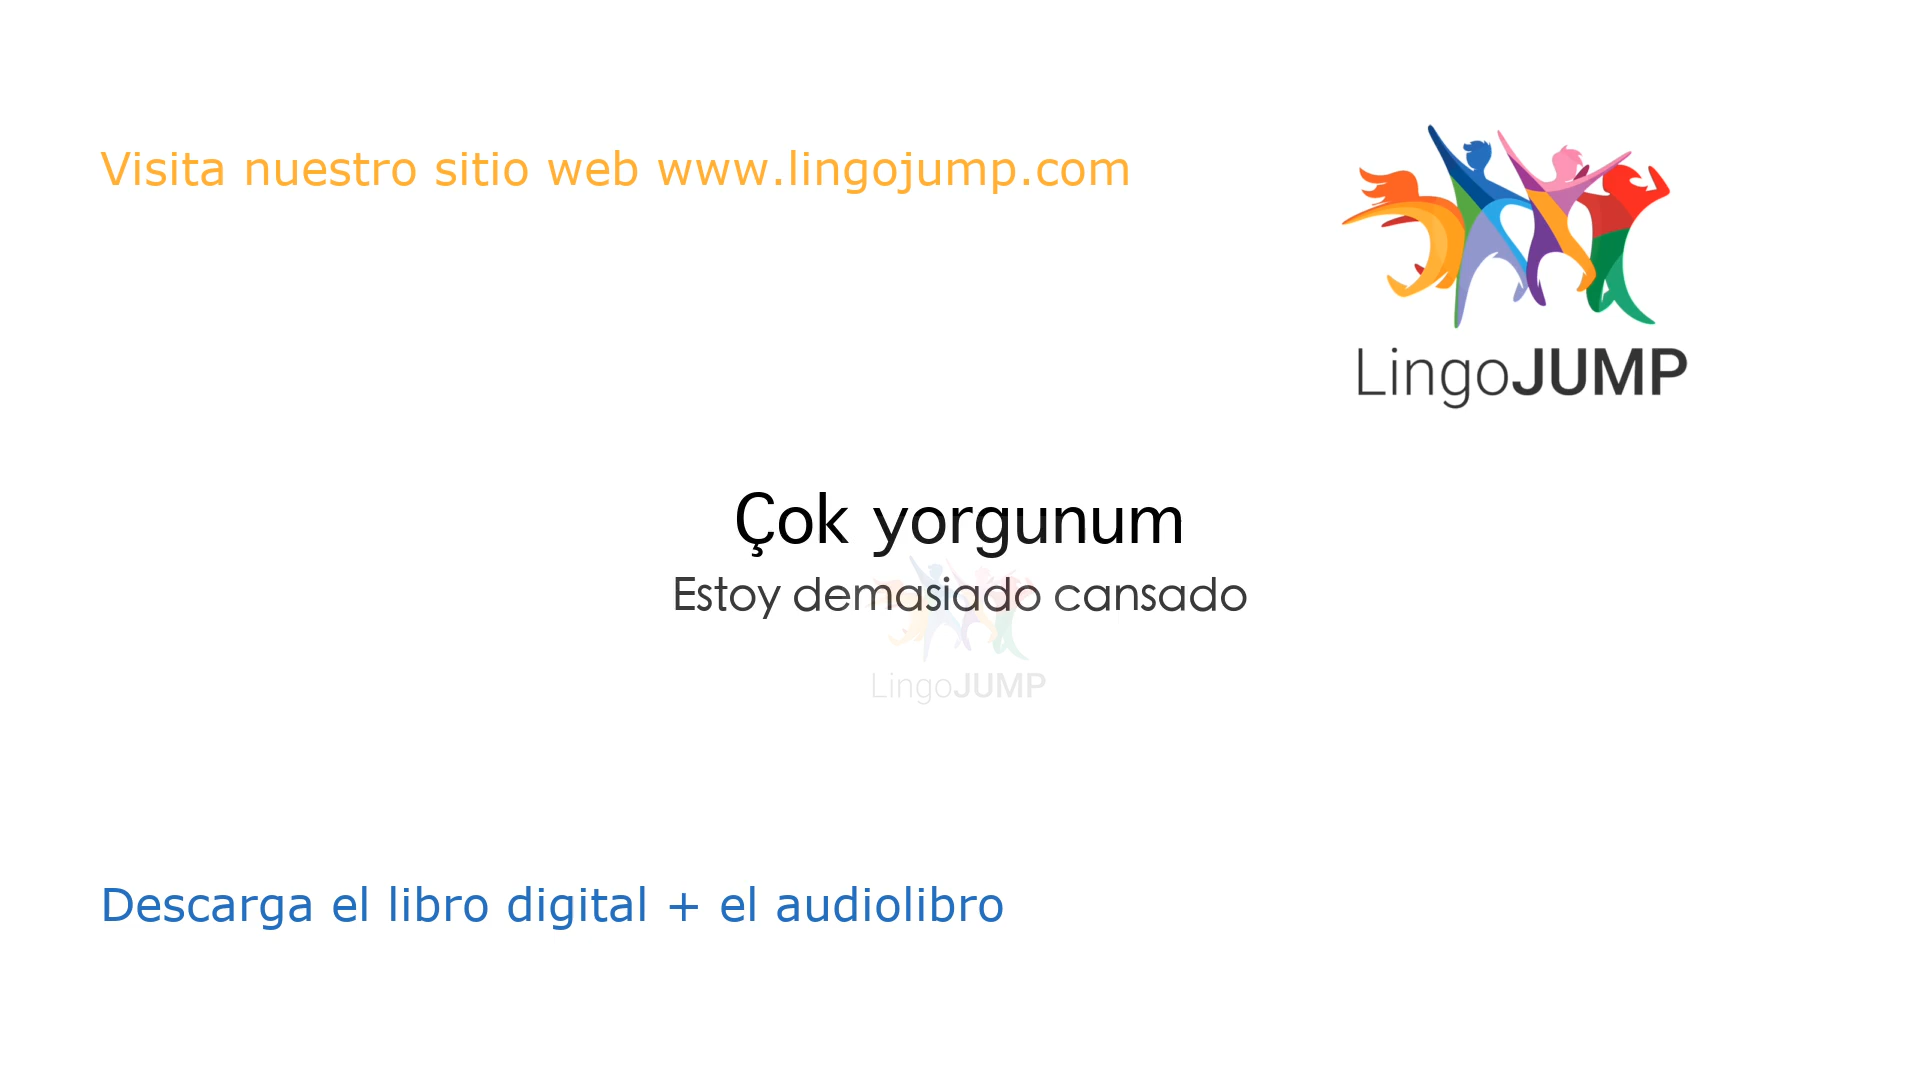 Visita nuestro sitio web www.lingojump.com
LingoJUMP
Çok yorgunum
Estoy demasiado cansado
LingoJUMP
Descarga el libro digital + el audiolibro